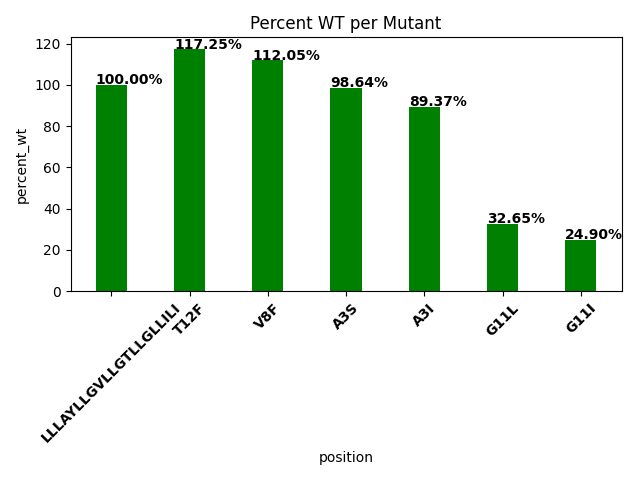 Percent WT per Mutant
percent_wt
120
100
80
60
40
20
0
100.00%
117.25%
112.05%
98.64%
89.37%
32.65%
24.90%
LLLAYLLGVLLGTLLGLLILI
T12F
V8F
A3S
A3I
G11L
G11I
position